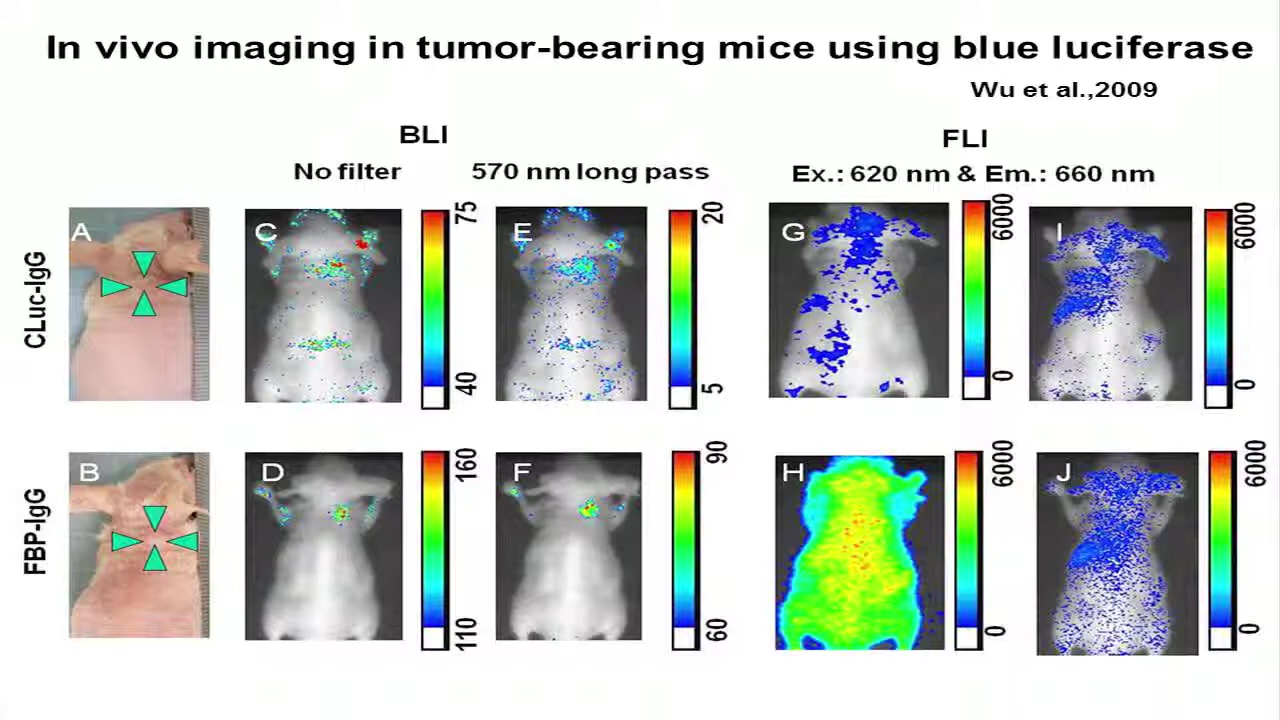 In vivo imaging in tumor-bearing mice using blue luciferase
Wu et al.,2009
BLI
FLI
No filter
570 nm long pass
Ex.: 620 nm & Em.: 660 nm
CLuc-IgG
A
C
75
40
E
20
5
G
6000
0
I
6000
0
FBP-IgG
B
D
160
110
F
90
60
H
6000
0
J
6000
0